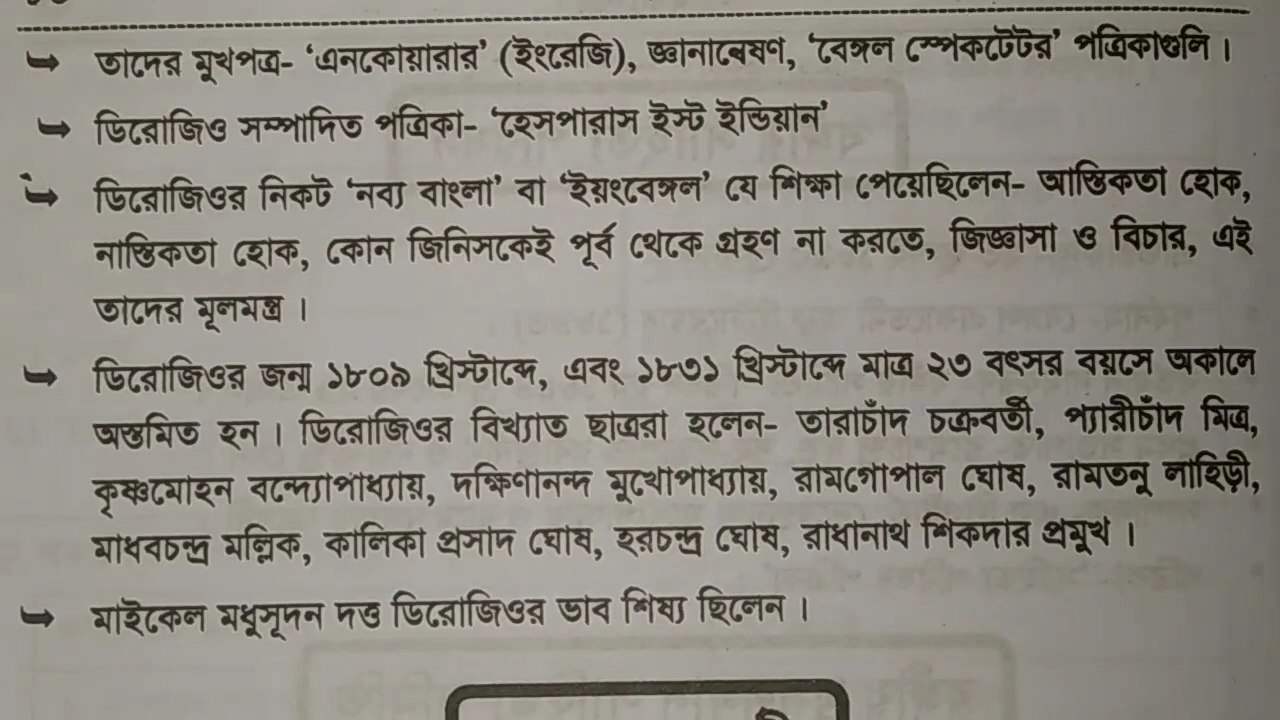 তাদের মুখপত্র- 'এনকোয়ারার' (ইংরেজি), জ্ঞানান্বেষণ, 'বেঙ্গল স্পেকটেটর' পত্রিকাগুলি।
ডিরোজিও সম্পাদিত পত্রিকা- 'হেসপারাস ইস্ট ইন্ডিয়ান'
ডিরোজিওর নিকট 'নব্য বাংলা' বা 'ইয়ংবেঙ্গল' যে শিক্ষা পেয়েছিলেন- আস্তিকতা হোক,
নাস্তিকতা হোক, কোন জিনিসকেই পূর্ব থেকে গ্রহণ না করতে, জিজ্ঞাসা ও বিচার, এই
তাদের মূলমন্ত্র।
ডিরোজিওর জন্ম ১৮০৯ খ্রিস্টাব্দে, এবং ১৮৩১ খ্রিস্টাব্দে মাত্র ২৩ বৎসর বয়সে অকালে
অস্তমিত হন। ডিরোজিওর বিখ্যাত ছাত্ররা হলেন- তারাচাঁদ চক্রবর্তী, প্যারীচাঁদ মিত্র,
কৃষ্ণমোহন বন্দ্যোপাধ্যায়, দক্ষিণানন্দ মুখোপাধ্যায়, রামগোপাল ঘোষ, রামতনু লাহিড়ী,
মাধবচন্দ্র মল্লিক, কালিকা প্রসাদ ঘোষ, হরচন্দ্র ঘোষ, রাধানাথ শিকদার প্রমুখ।
মাইকেল মধুসূদন দত্ত ডিরোজিওর ভাব শিষ্য ছিলেন।